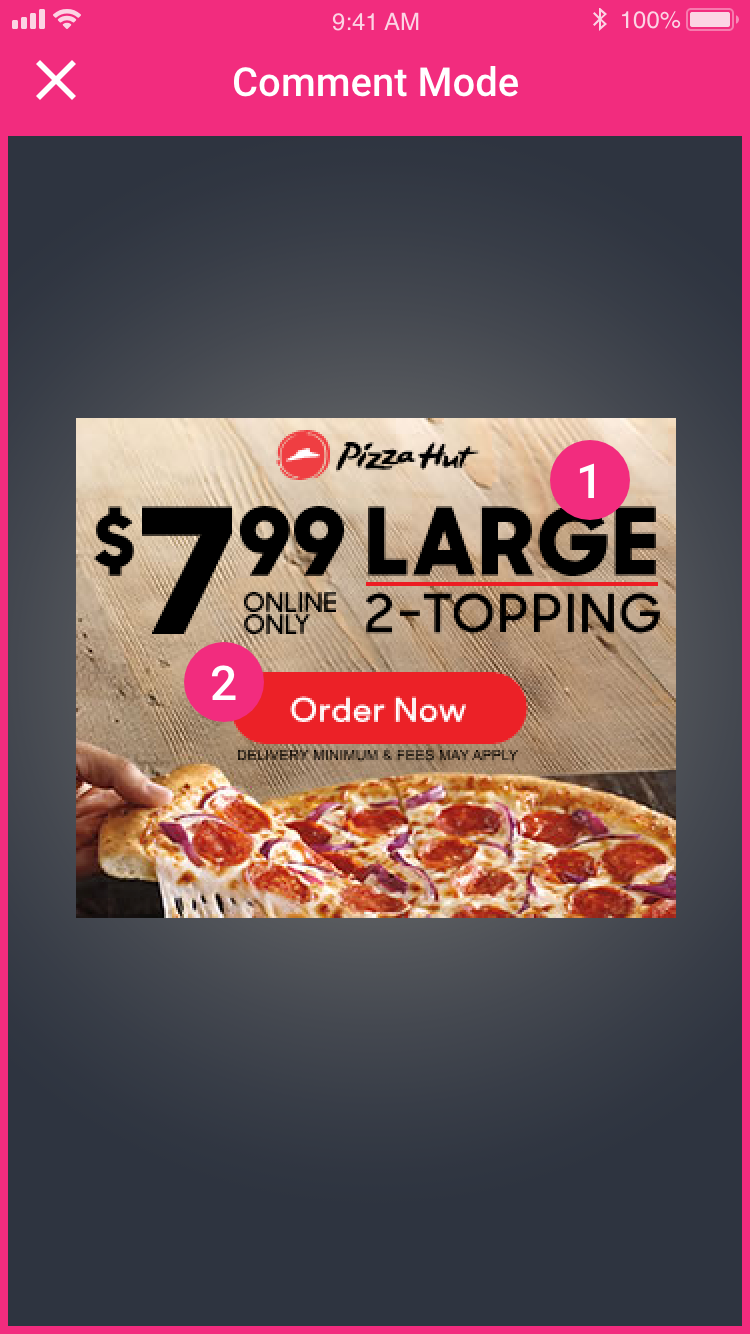 9:41 AM 100%
Comment Mode
Pizza Hut
1
$7.99 LARGE
ONLINE ONLY
2-TOPPING
2
Order Now
DELIVERY MINIMUM & FEES MAY APPLY